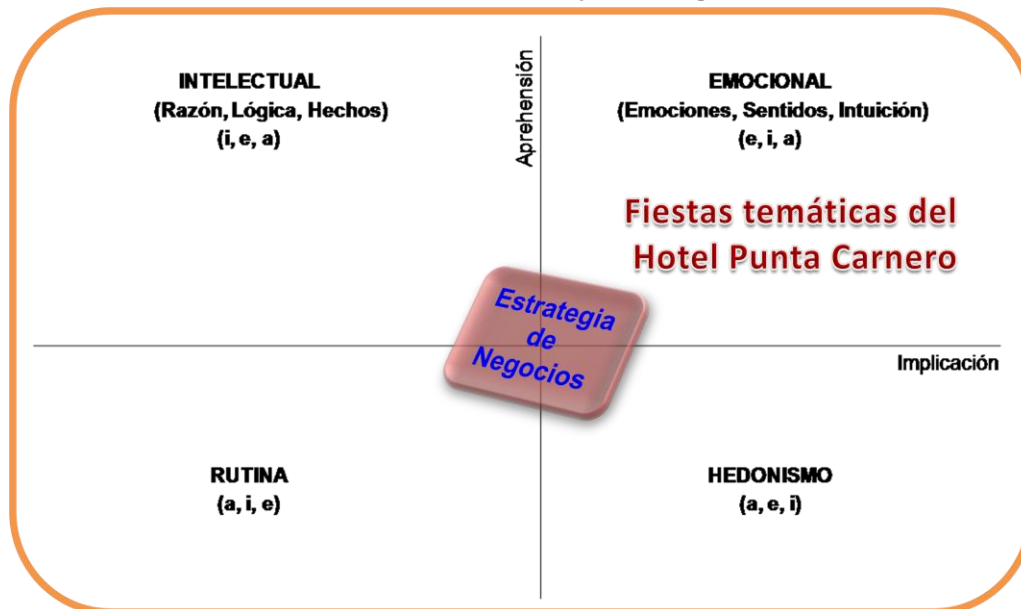 INTELECTUAL
(Razón, Lógica, Hechos)
(i, e, a)
Aprehensión
EMOCIONAL
(Emociones, Sentidos, Intuición)
(e, i, a)
Fiestas temáticas del
Hotel Punta Carnero
Estrategia
de
Negocios
Implicación
RUTINA
(a, i, e)
HEDONISMO
(a, e, i)